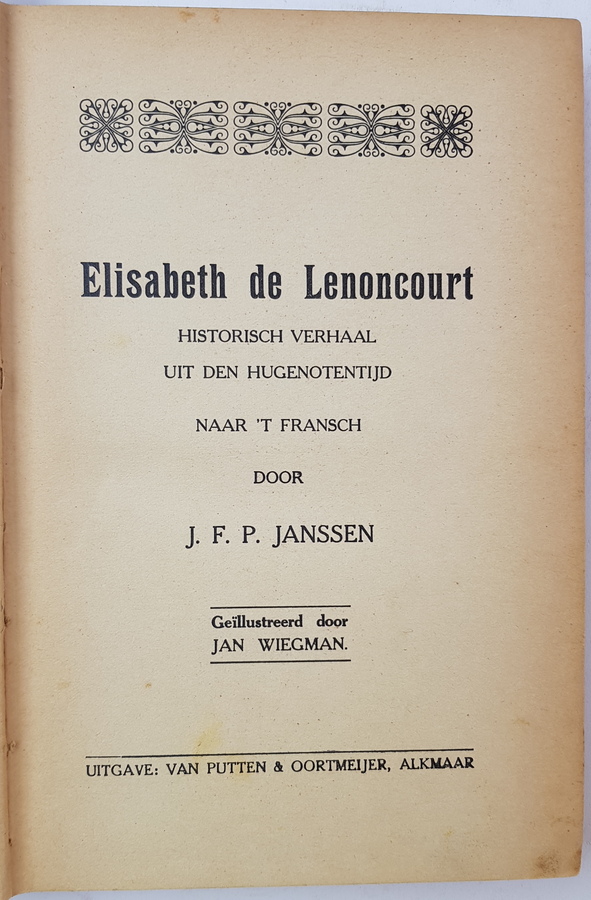 Elisabeth de Lenoncourt
HISTORISCH VERHAAL
UIT DEN HUGENOTENTIJD
NAAR 'T FRANSCH
DOOR
J. F. P. JANSSEN
Geïllustreerd door
JAN WIEGMAN.
UITGAVE: VAN PUTTEN & OORTMEIJER, ALKMAAR